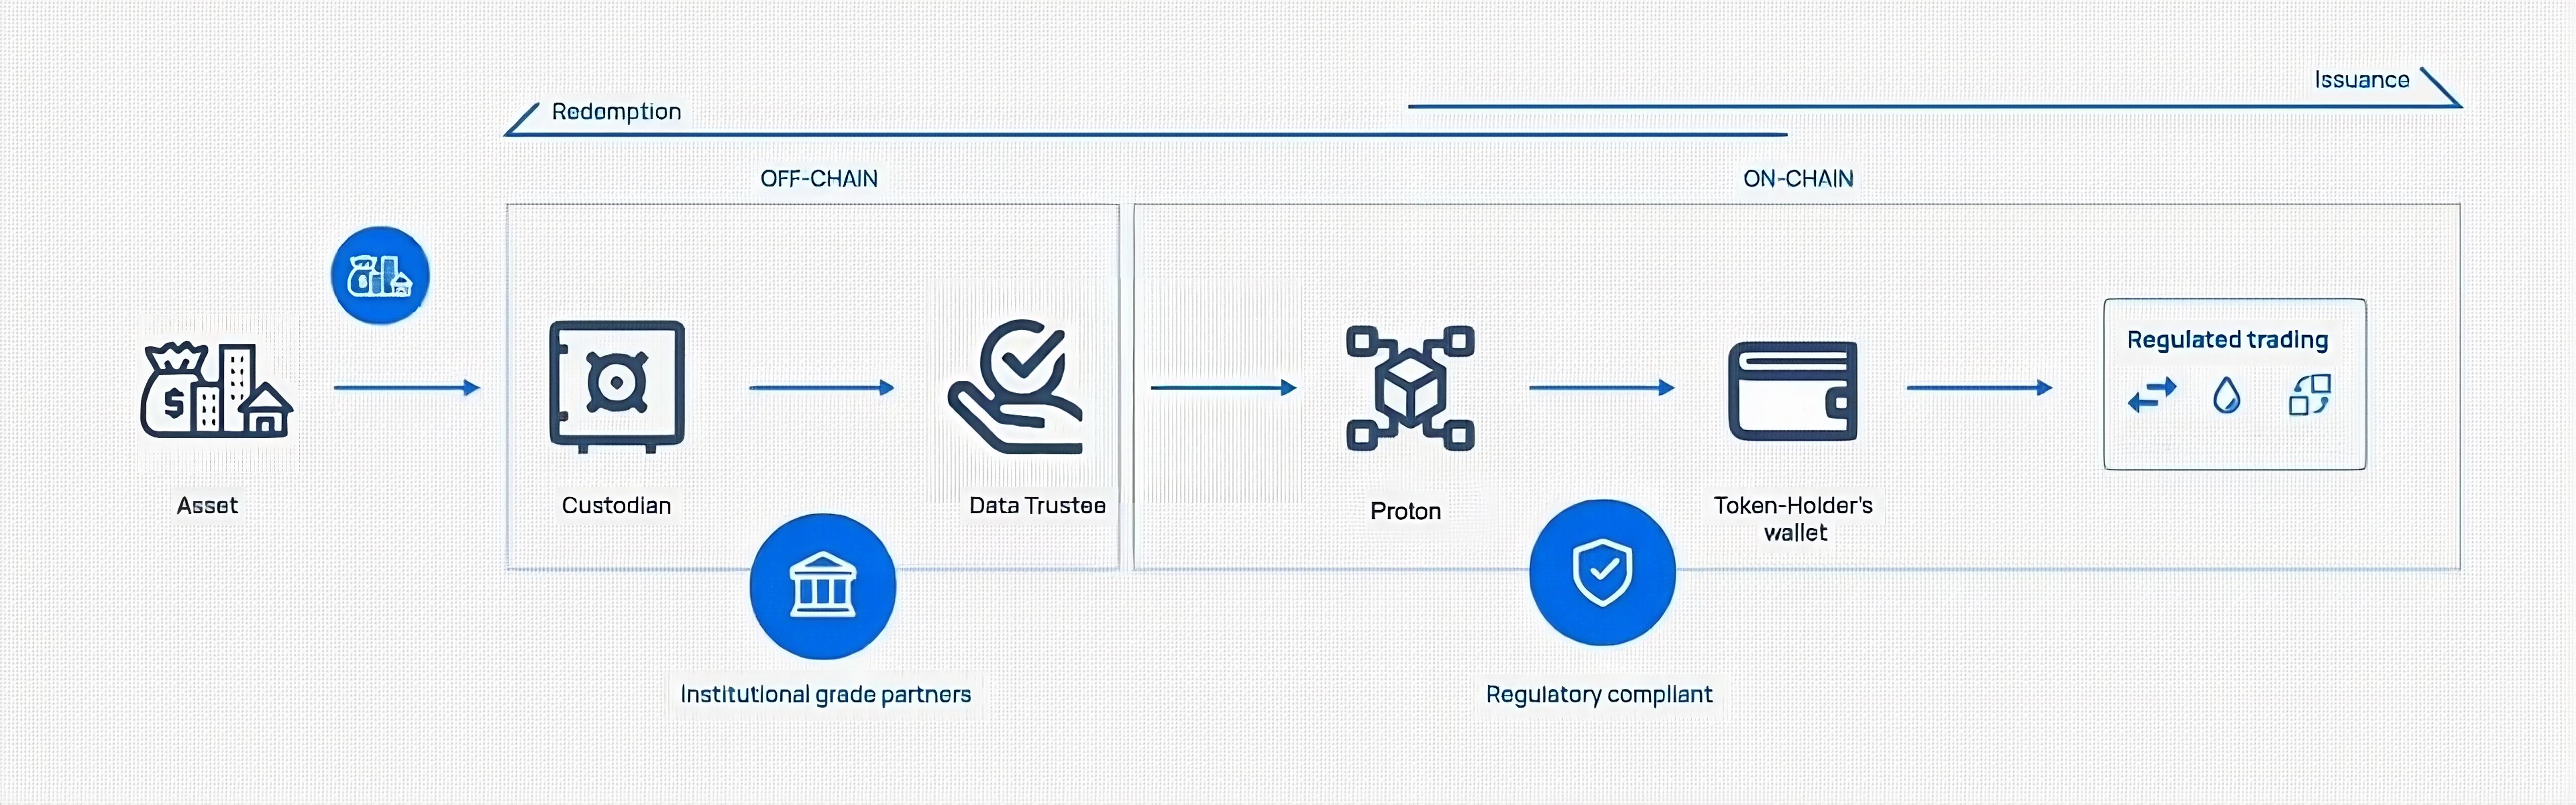 Issuance
Redemption
OFF-CHAIN
ON-CHAIN
Regulated trading
Asset
Custodian
Data Trustee
Proton
Token-Holder's
wallet
Institutional grade partners
Regulatory compliant